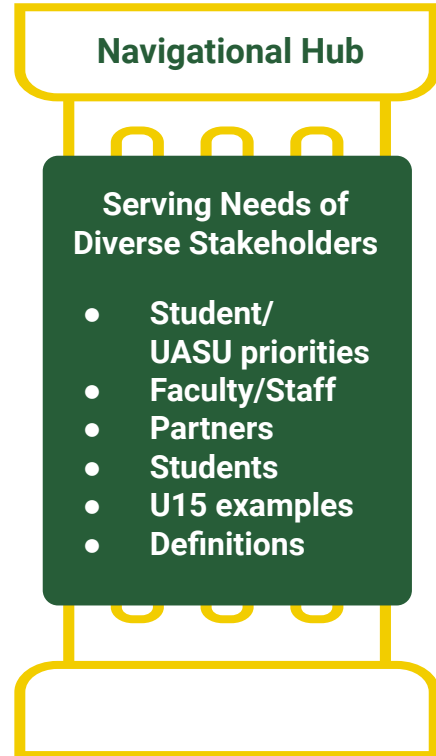 Navigational Hub
Serving Needs of
Diverse Stakeholders
● Student/
UASU priorities
● Faculty/Staff
● Partners
● Students
● U15 examples
● Definitions